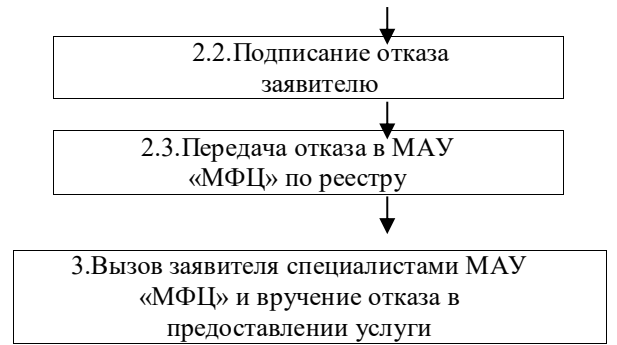 2.2.Подписание отказа
заявителю
2.3.Передача отказа в МАУ
«МФЦ» по реестру
3.Вызов заявителя специалистами МАУ
«МФЦ» и вручение отказа в
предоставлении услуги